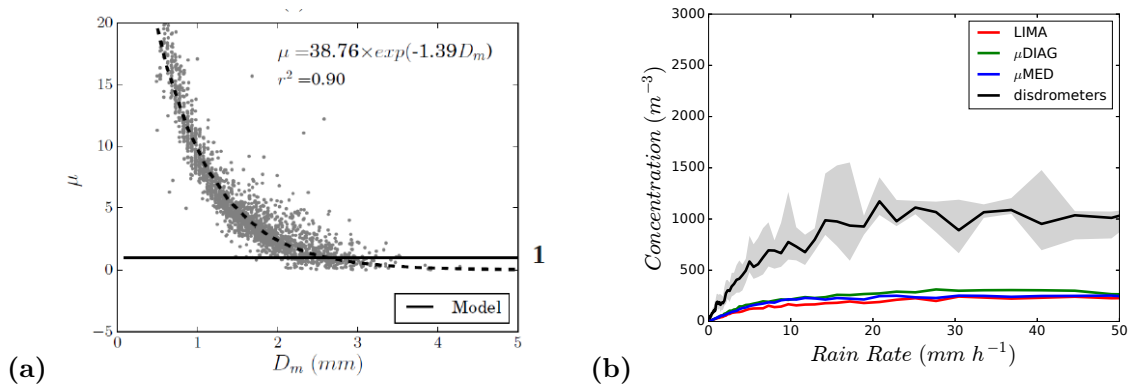 20
15
10
5
0
−5
μ
μ =38.76×exp(-1.39D_m)
r² =0.90
1
Model
0 1 2 3 4 5
D_m (mm)
(a)
3000
2500
2000
1500
1000
500
0
Concentration (m⁻³)
LIMA
μDIAG
μMED
disdrometers
0 10 20 30 40 50
Rain Rate (mm h⁻¹)
(b)